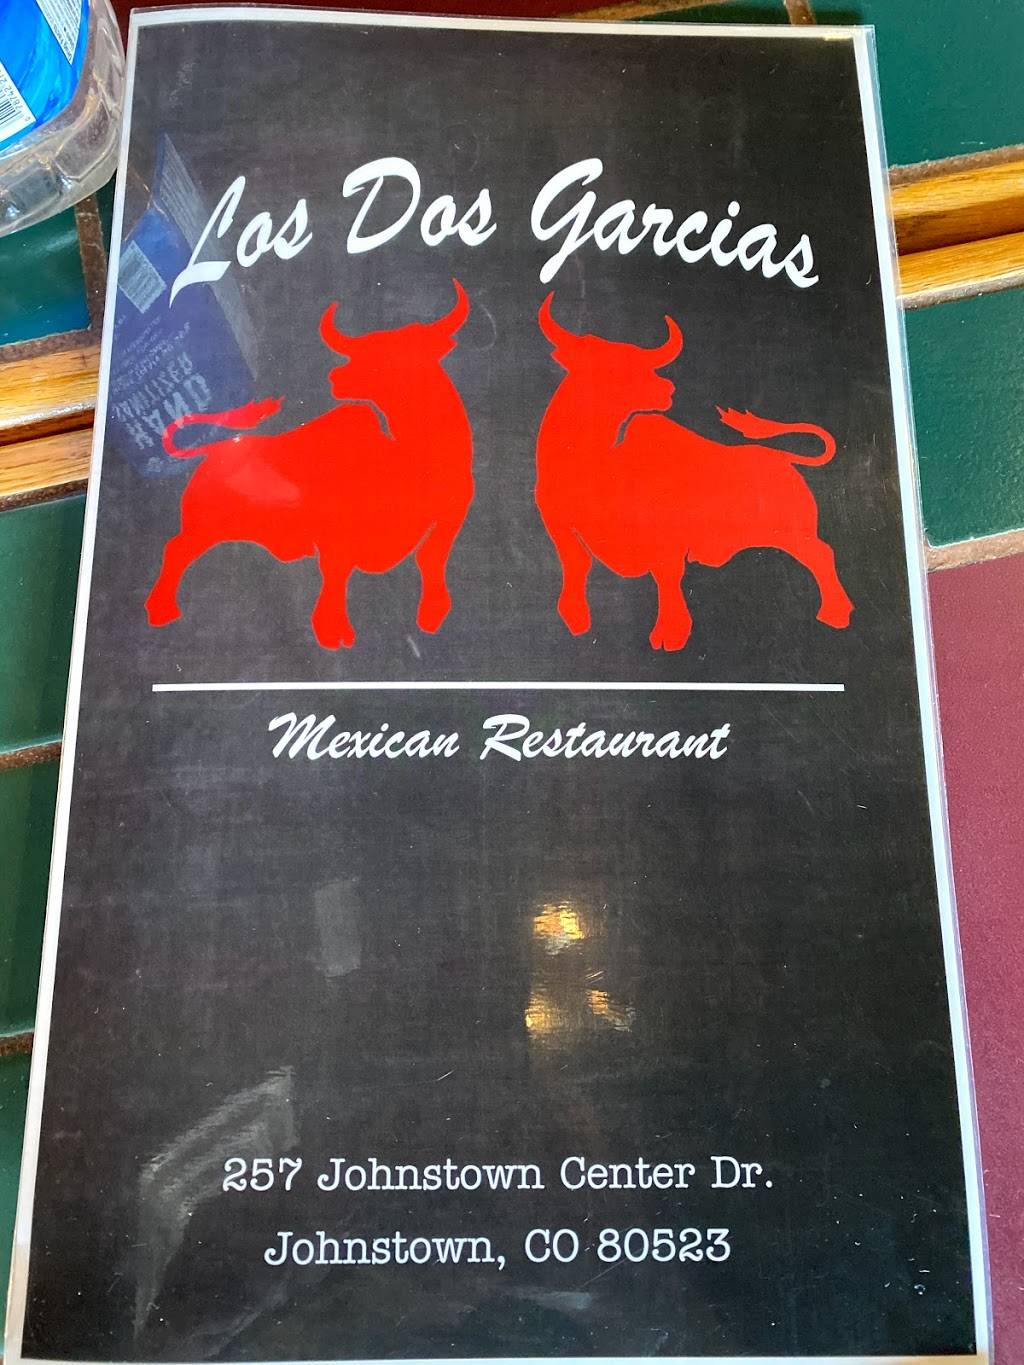 Los Dos Garcias
Mexican Restaurant
257 Johnstown Center Dr.
Johnstown, CO 80523